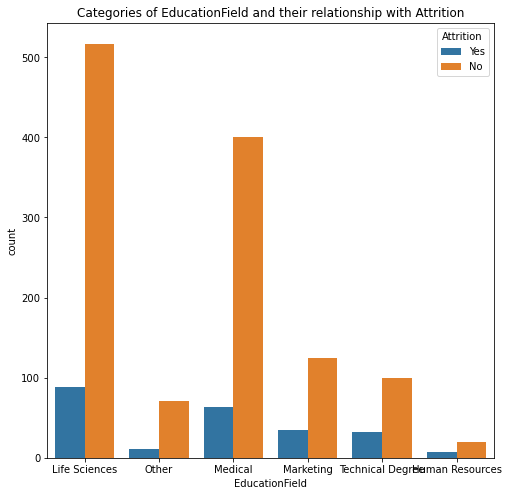 Categories of EducationField and their relationship with Attrition
Attrition
Yes
No
500
400
300
200
100
0
count
Life Sciences
Other
Medical
Marketing
Technical Degree
Human Resources
EducationField